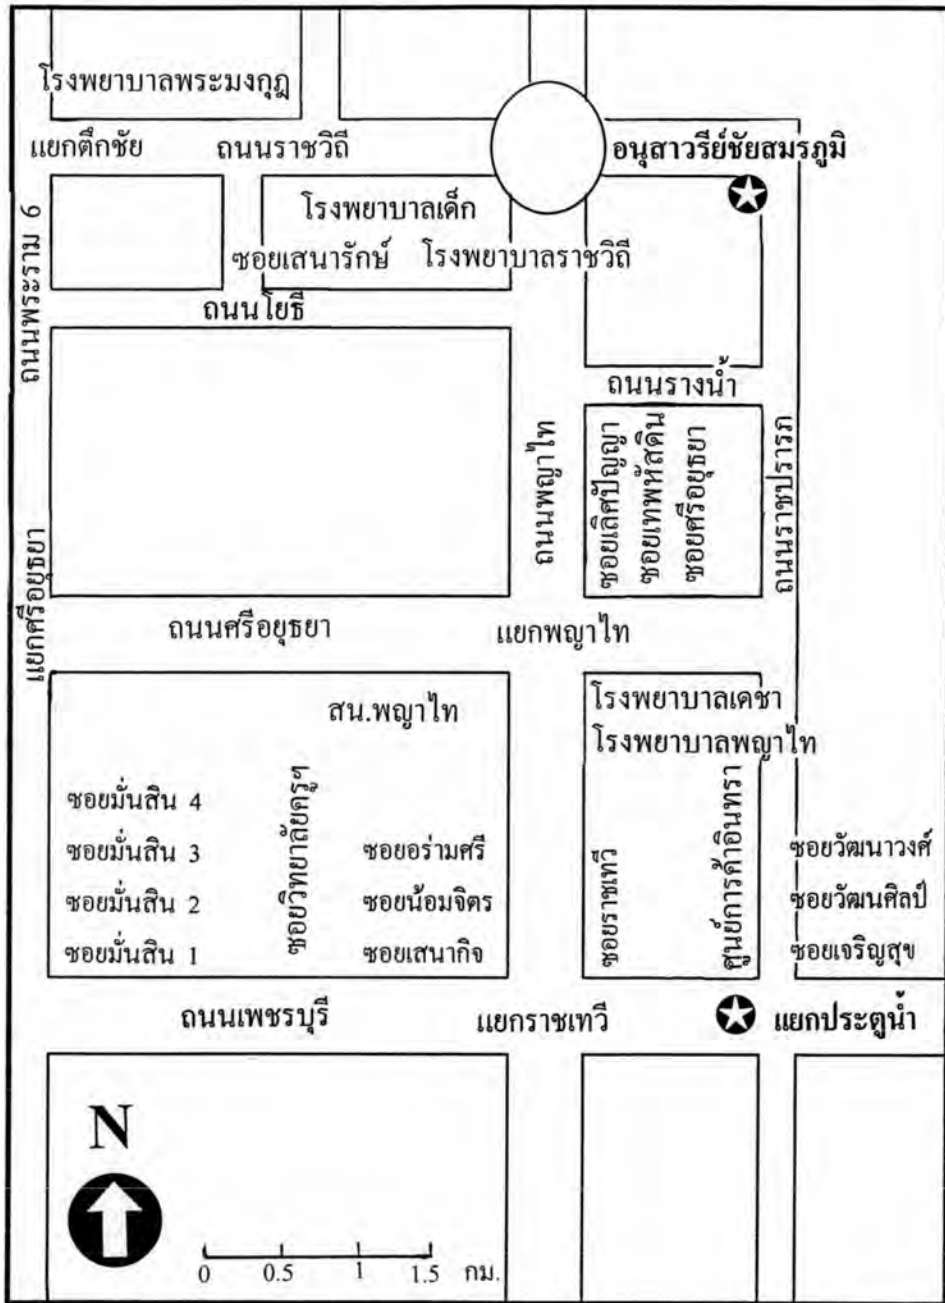 โรงพยาบาลพระมงกุฎ
แยกตึกชัย
ถนนราชวิถี
อนุสาวรีย์ชัยสมรภูมิ
ถนนพระราม 6
โรงพยาบาลเด็ก
ซอยเสนารักษ์
โรงพยาบาลราชวิถี
ถนนโยธี
ถนนรางน้ำ
ถนนพญาไท
ซอยเลิศปัญญา
ซอยเทพหัสดิน
ซอยศรีอยุธยา
ถนนราชปรารภ
แยกศรีอยุธยา
ถนนศรีอยุธยา
แยกพญาไท
สน.พญาไท
โรงพยาบาลเดชา
โรงพยาบาลพญาไท
ซอยมั่นสิน 4
ซอยมั่นสิน 3
ซอยมั่นสิน 2
ซอยมั่นสิน 1
ซอยวิทยาลัยครูฯ
ซอยอร่ามศรี
ซอยน้อมจิตร
ซอยเสนากิจ
ซอยราชเทวี
ศูนย์การค้าอินทรา
ซอยวัฒนาวงศ์
ซอยวัฒนศิลป์
ซอยเจริญสุข
ถนนเพชรบุรี
แยกราชเทวี
แยกประตูน้ำ
N
0 0.5 1 1.5 กม.